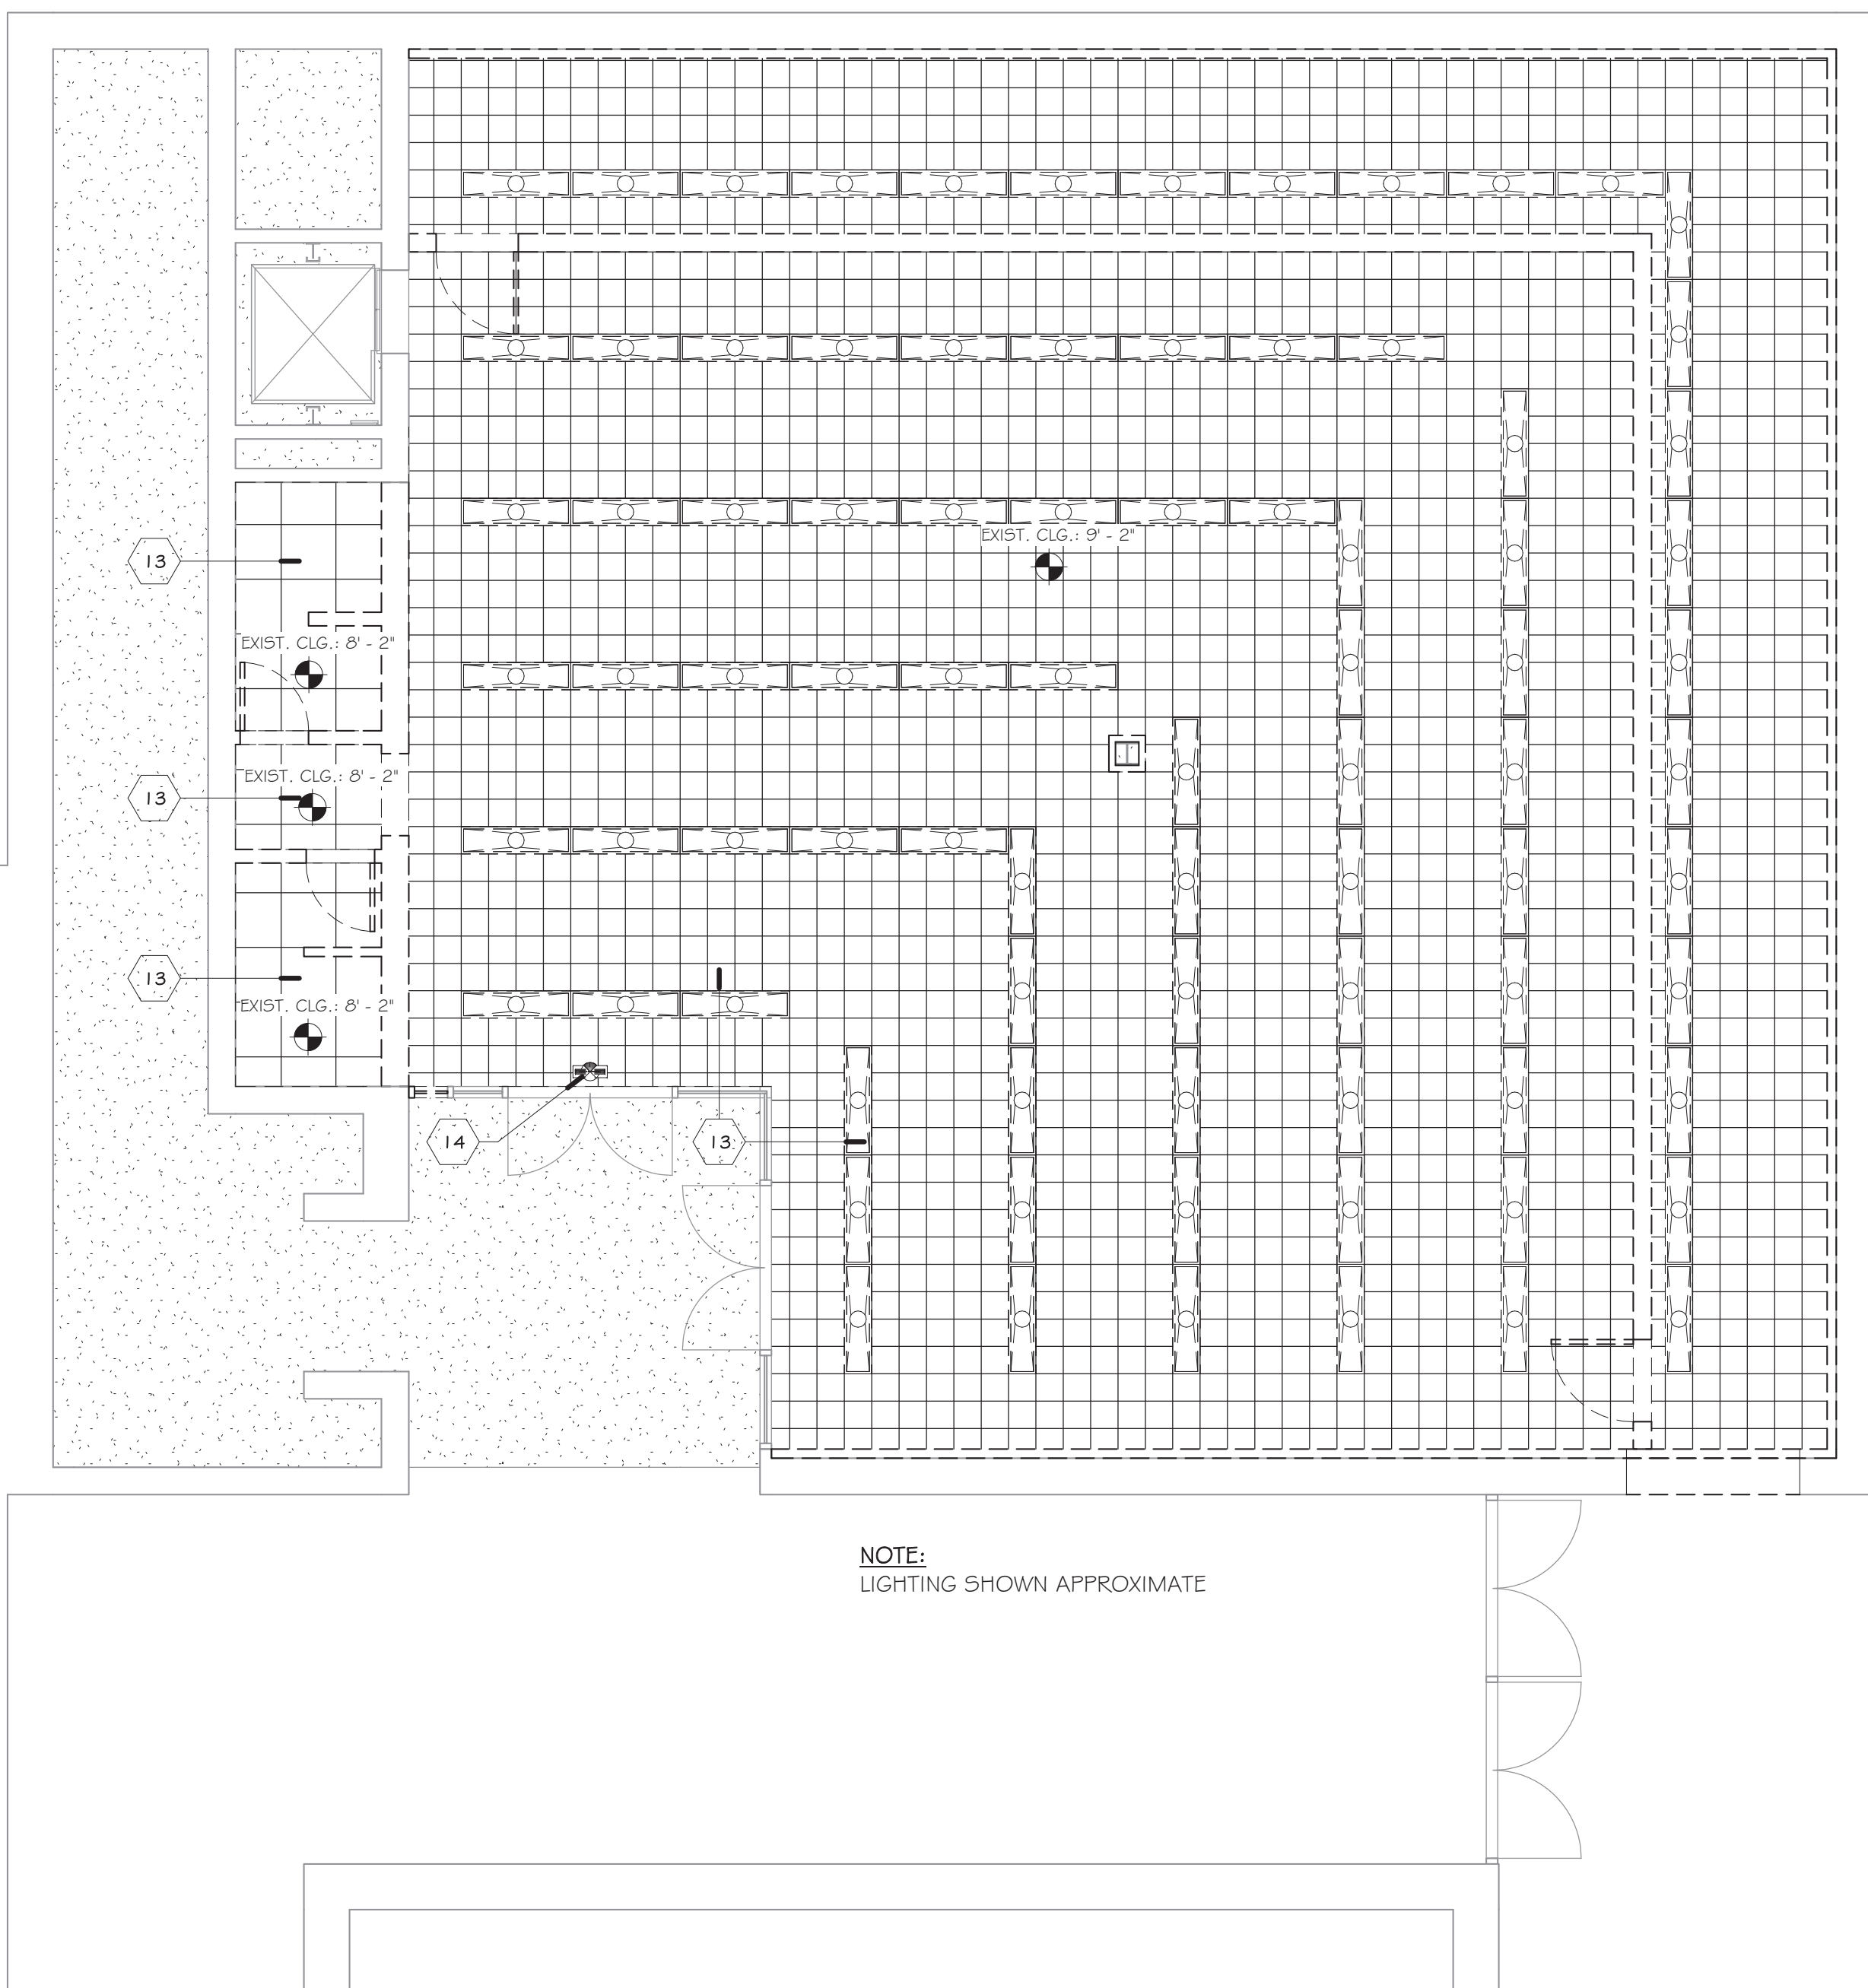 EXIST. CLG.: 9' - 2"
13
EXIST. CLG.: 8' - 2"
EXIST. CLG.: 8' - 2"
13
13
EXIST. CLG.: 8' - 2"
14
13
NOTE:
LIGHTING SHOWN APPROXIMATE